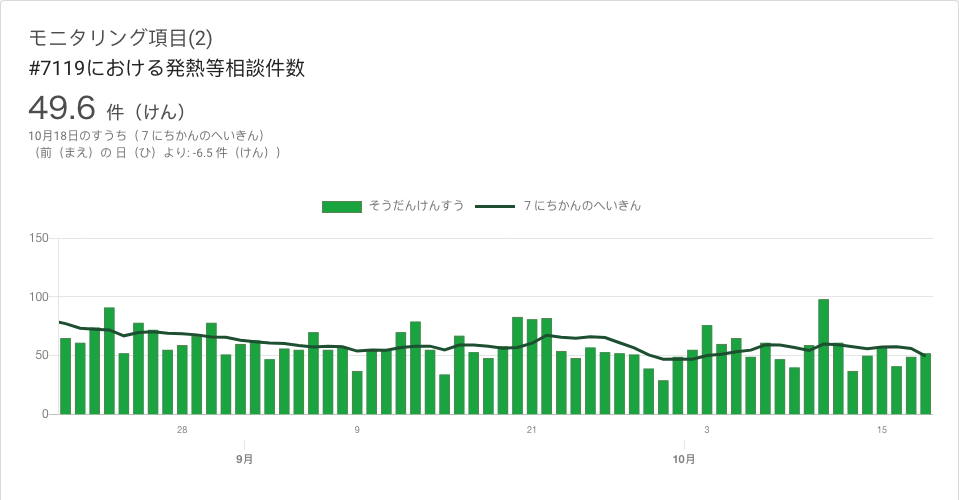 モニタリング項目(2)
#7119における発熱等相談件数
49.6 件（けん）
10月18日のすうち（７にちかんのへいきん）
（前（まえ）の 日（ひ）より: -6.5 件（けん））
そうだんけんすう ７にちかんのへいきん
150
100
50
0
28 9 21 3 15
9月 10月